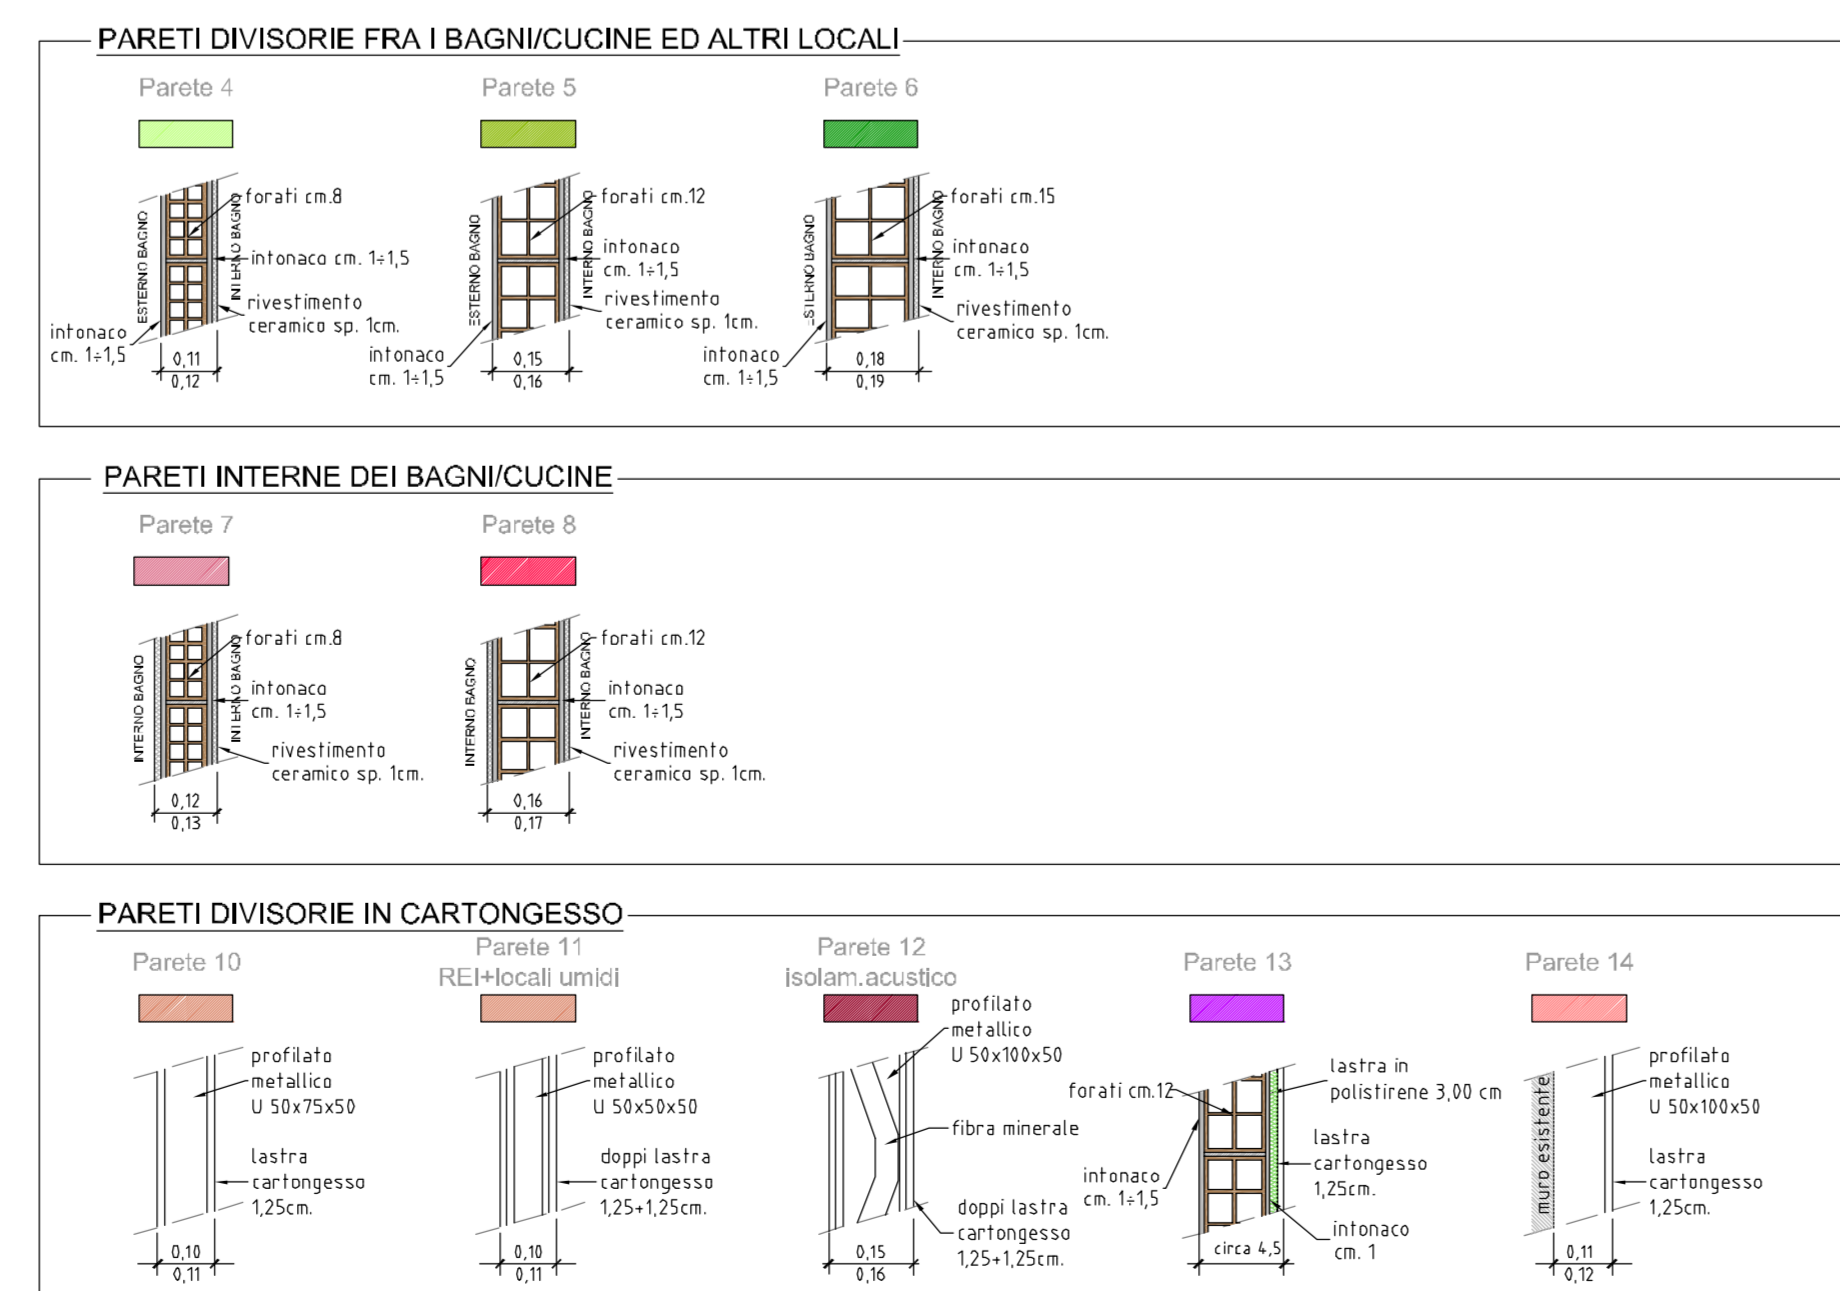 PARETI DIVISORIE FRA I BAGNI/CUCINE ED ALTRI LOCALI
Parete 4
ESTERNO BAGNO
INTERNO BAGNO
forati cm.8
intonaco cm. 1÷1,5
rivestimento
ceramico sp. 1cm.
intonaco
cm. 1÷1,5
0,11
0,12
Parete 5
ESTERNO BAGNO
INTERNO BAGNO
forati cm.12
intonaco
cm. 1÷1,5
rivestimento
ceramico sp. 1cm.
intonaco
cm. 1÷1,5
0,15
0,16
Parete 6
ESTERNO BAGNO
INTERNO BAGNO
forati cm.15
intonaco
cm. 1÷1,5
rivestimento
ceramico sp. 1cm.
intonaco
cm. 1÷1,5
0,18
0,19
PARETI INTERNE DEI BAGNI/CUCINE
Parete 7
INTERNO BAGNO
INTERNO BAGNO
forati cm.8
intonaco
cm. 1÷1,5
rivestimento
ceramico sp. 1cm.
0,12
0,13
Parete 8
INTERNO BAGNO
INTERNO BAGNO
forati cm.12
intonaco
cm. 1÷1,5
rivestimento
ceramico sp. 1cm.
0,16
0,17
PARETI DIVISORIE IN CARTONGESSO
Parete 10
profilato
metallico
U 50x75x50
lastra
cartongesso
1,25cm.
0,10
0,11
Parete 11
REI+locali umidi
profilato
metallico
U 50x50x50
doppi lastra
cartongesso
1,25+1,25cm.
0,10
0,11
Parete 12
isolam.acustico
profilato
metallico
U 50x100x50
fibra minerale
doppi lastra
cartongesso
1,25+1,25cm.
0,15
0,16
Parete 13
forati cm.12
intonaco
cm. 1÷1,5
lastra in
polistirene 3,00 cm
lastra
cartongesso
1,25cm.
intonaco
cm. 1
circa 4,5
Parete 14
muro esistente
profilato
metallico
U 50x100x50
lastra
cartongesso
1,25cm.
0,11
0,12